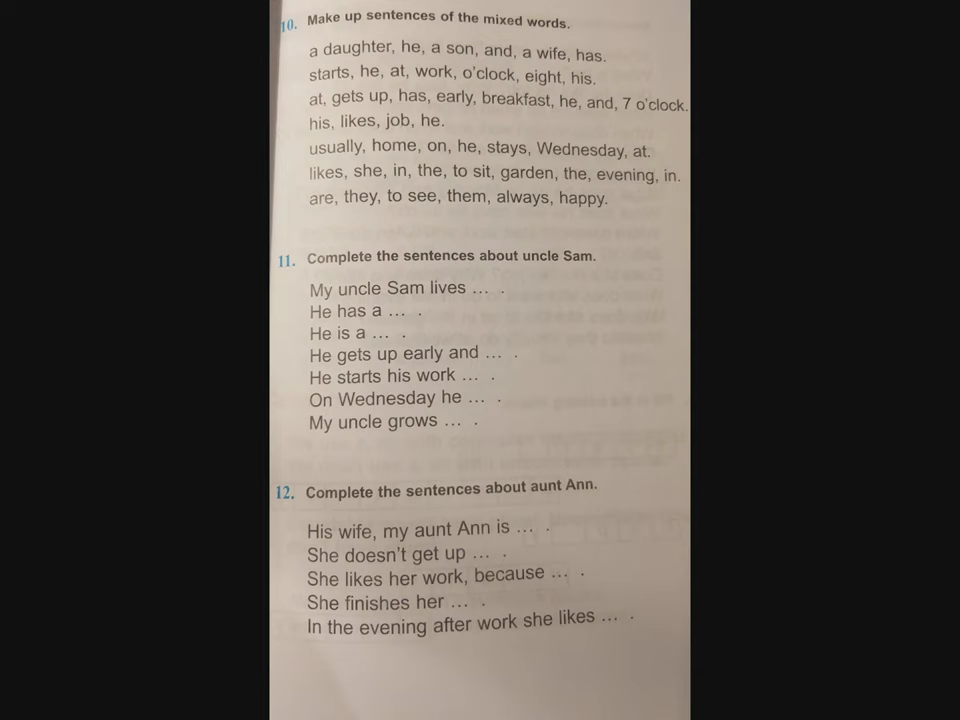 10. Make up sentences of the mixed words.
a daughter, he, a son, and, a wife, has.
starts, he, at, work, o'clock, eight, his.
at, gets up, has, early, breakfast, he, and, 7 o'clock.
his, likes, job, he.
usually, home, on, he, stays, Wednesday, at.
likes, she, in, the, to sit, garden, the, evening, in.
are, they, to see, them, always, happy.
11. Complete the sentences about uncle Sam.
My uncle Sam lives ... .
He has a ... .
He is a ... .
He gets up early and ... .
He starts his work ... .
On Wednesday he ... .
My uncle grows ... .
12. Complete the sentences about aunt Ann.
His wife, my aunt Ann is ... .
She doesn't get up ... .
She likes her work, because ... .
She finishes her ... .
In the evening after work she likes ... .